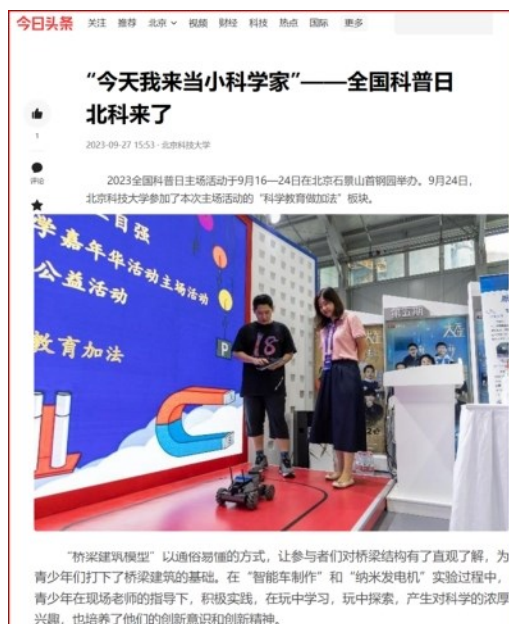 今日头条 关注 推荐 北京 视频 财经 科技 热点 国际 更多
“今天我来当小科学家”——全国科普日
北科来了
2023-09-27 15:53 · 北京科技大学
1
评论
2023全国科普日主场活动于9月16—24日在北京石景山首钢园举办。9月24日,
北京科技大学参加了本次主场活动的“科学教育做加法”板块。
自强
学嘉年华活动主场活动
公益活动
教育加法
P
18
第五期
“桥梁建筑模型”以通俗易懂的方式，让参与者们对桥梁结构有了直观了解，为
青少年们打下了桥梁建筑的基础。在“智能车制作”和“纳米发电机”实验过程中，
青少年在现场老师的指导下，积极实践，在玩中学习，玩中探索，产生对科学的浓厚
兴趣，也培养了他们的创新意识和创新精神。